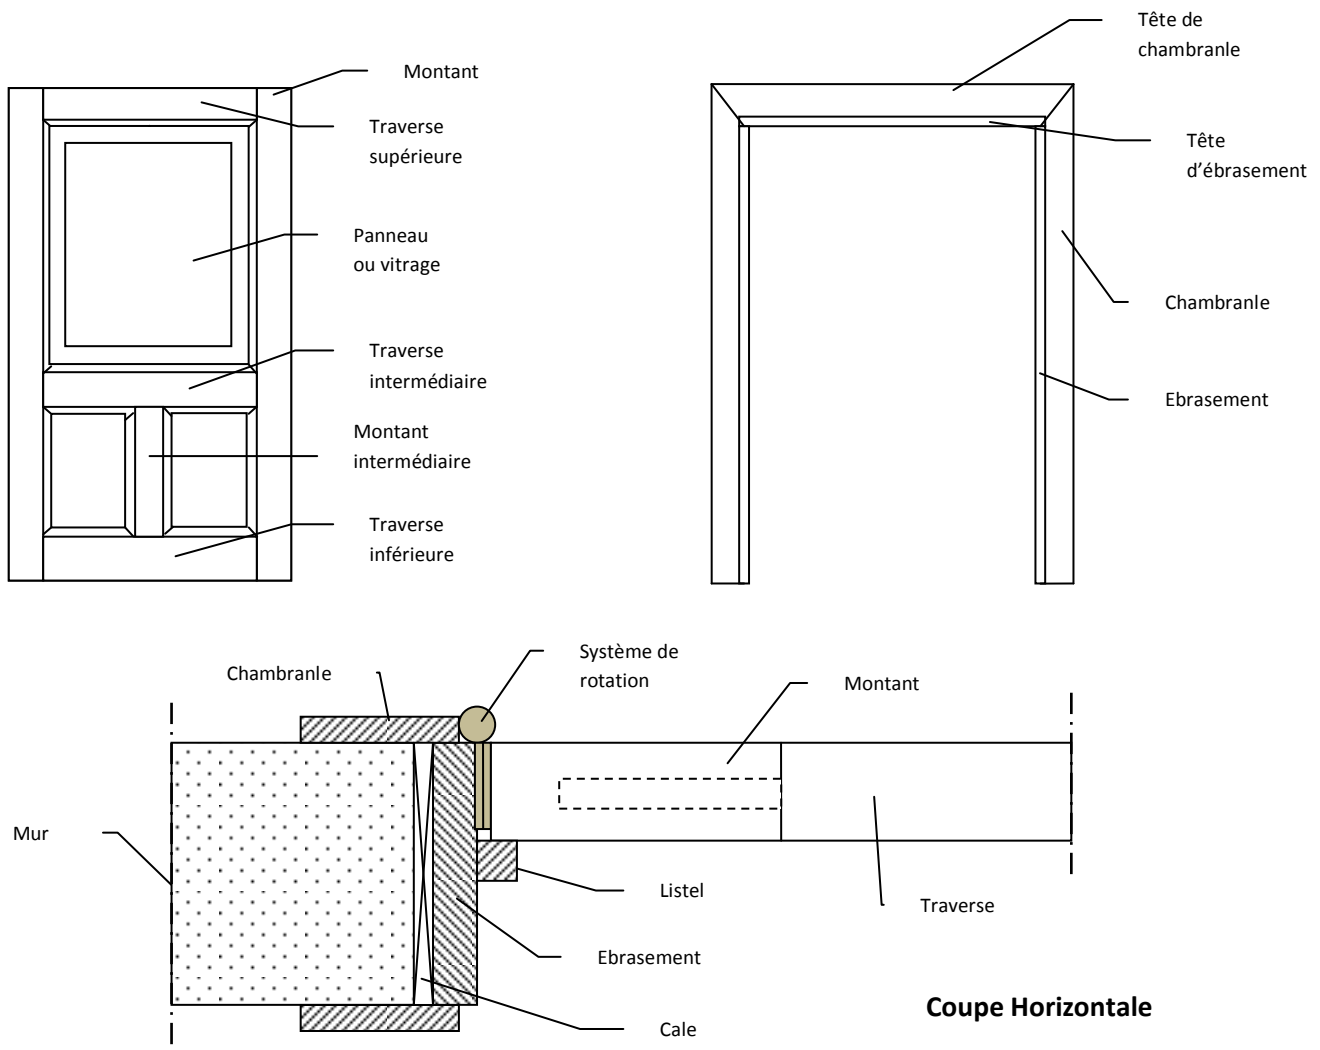 Montant
Traverse
supérieure
Panneau
ou vitrage
Traverse
intermédiaire
Montant
intermédiaire
Traverse
inférieure
Tête de
chambranle
Tête
d’ébrasement
Chambranle
Ebrasement
Système de
rotation
Chambranle
Montant
Mur
Listel
Traverse
Ebrasement
Cale
Coupe Horizontale